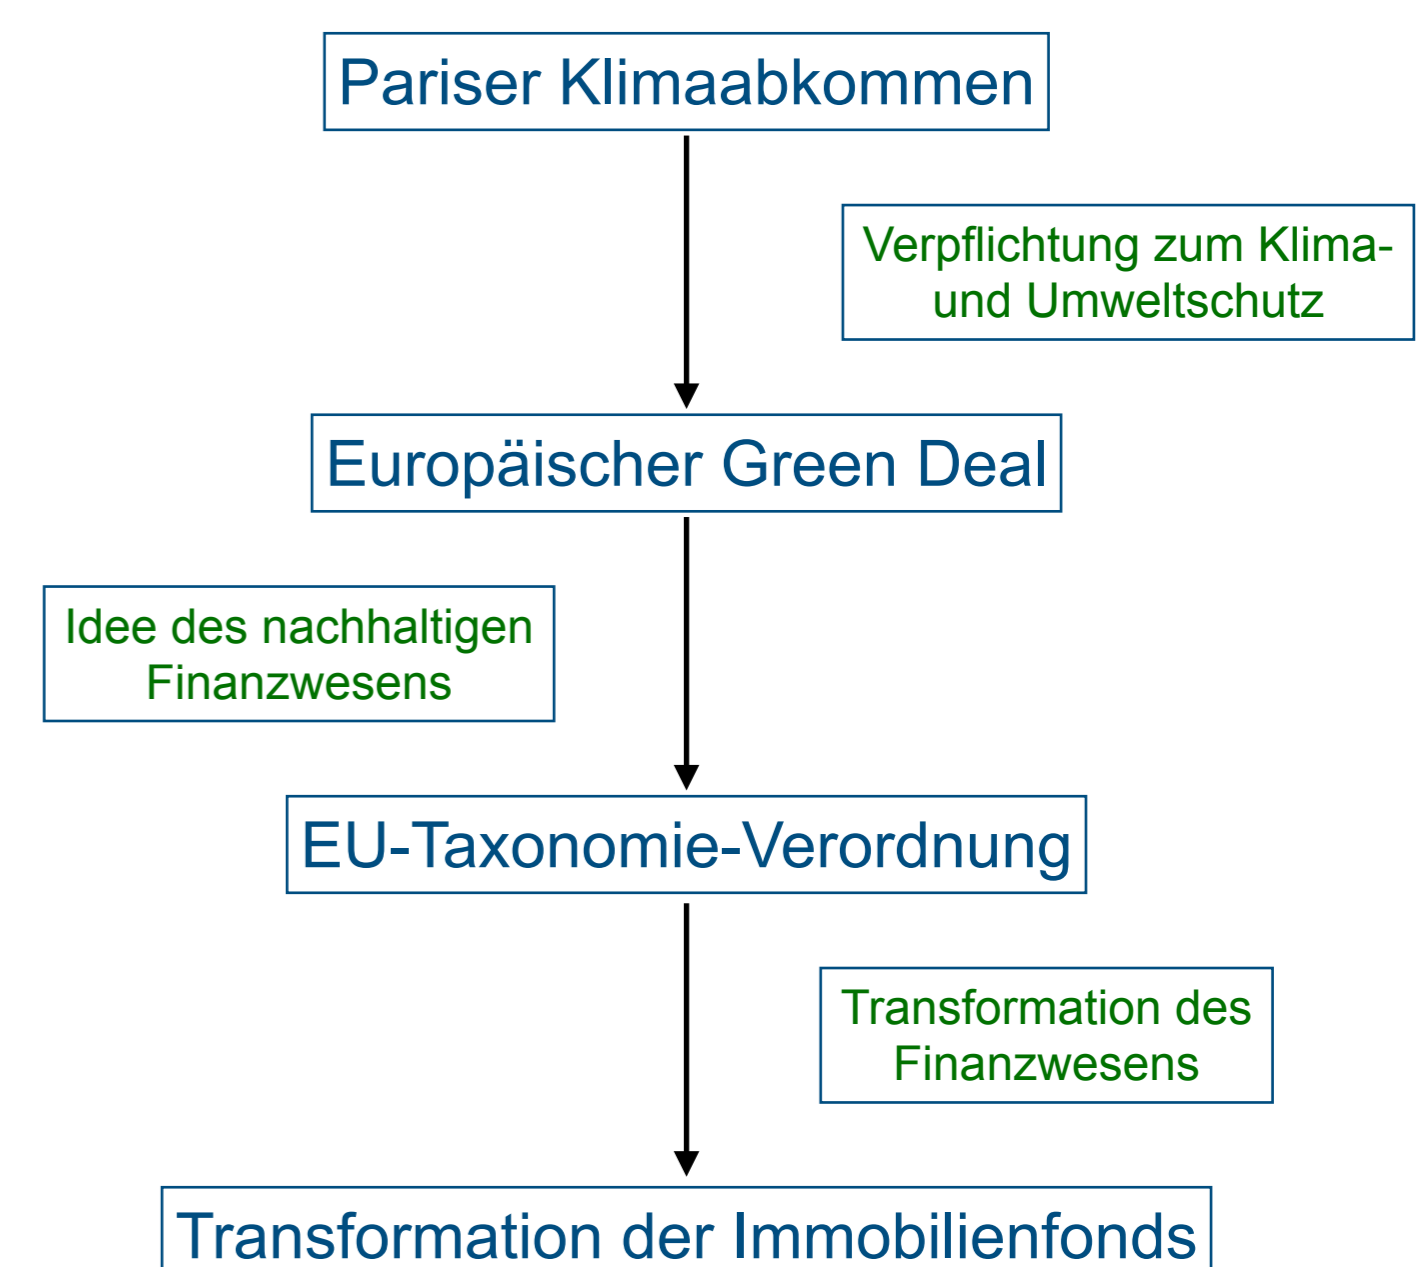 Pariser Klimaabkommen
Verpflichtung zum Klima-
und Umweltschutz
Europäischer Green Deal
Idee des nachhaltigen
Finanzwesens
EU-Taxonomie-Verordnung
Transformation des
Finanzwesens
Transformation der Immobilienfonds